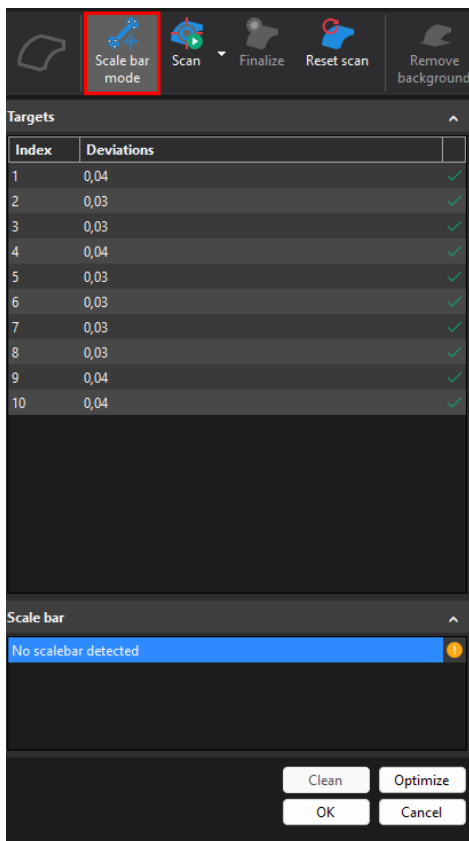 Scale bar mode
Scan
Finalize
Reset scan
Remove background
Targets
Index Deviations
1 0,04
2 0,03
3 0,03
4 0,04
5 0,03
6 0,03
7 0,03
8 0,03
9 0,04
10 0,04
Scale bar
No scalebar detected
Clean Optimize
OK Cancel